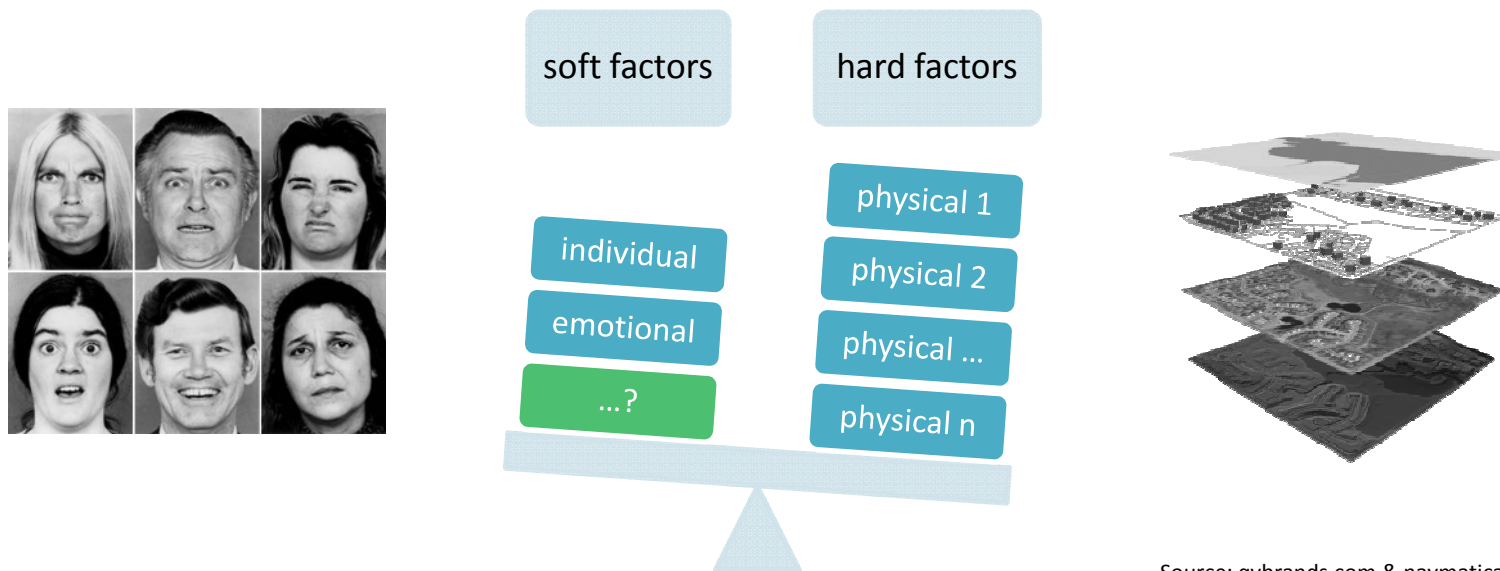 soft factors
hard factors
individual
emotional
...?
physical 1
physical 2
physical ...
physical n